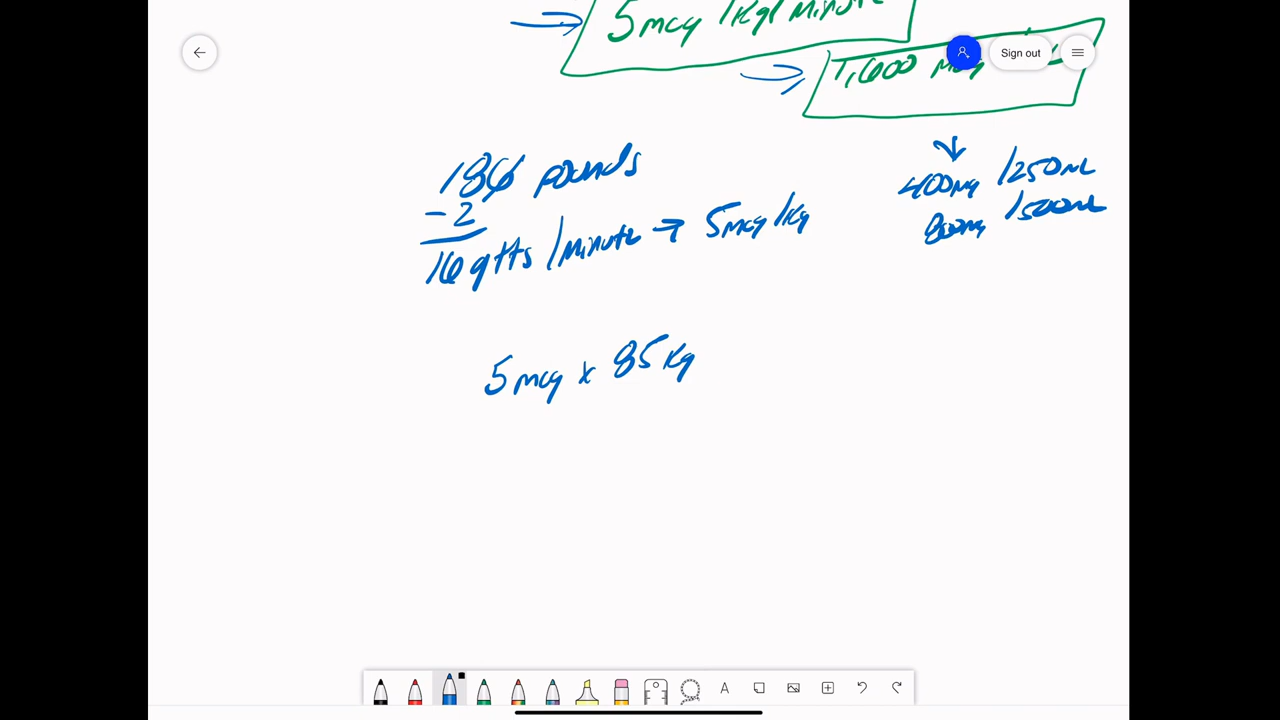 5mcg /Kg/Minute
Sign out
1,600 mcg
186 pounds
- 2
16 gtts /minute → 5mcg/Kg
400mg /250mL
800mg /500mL
5mcg x 85Kg
A